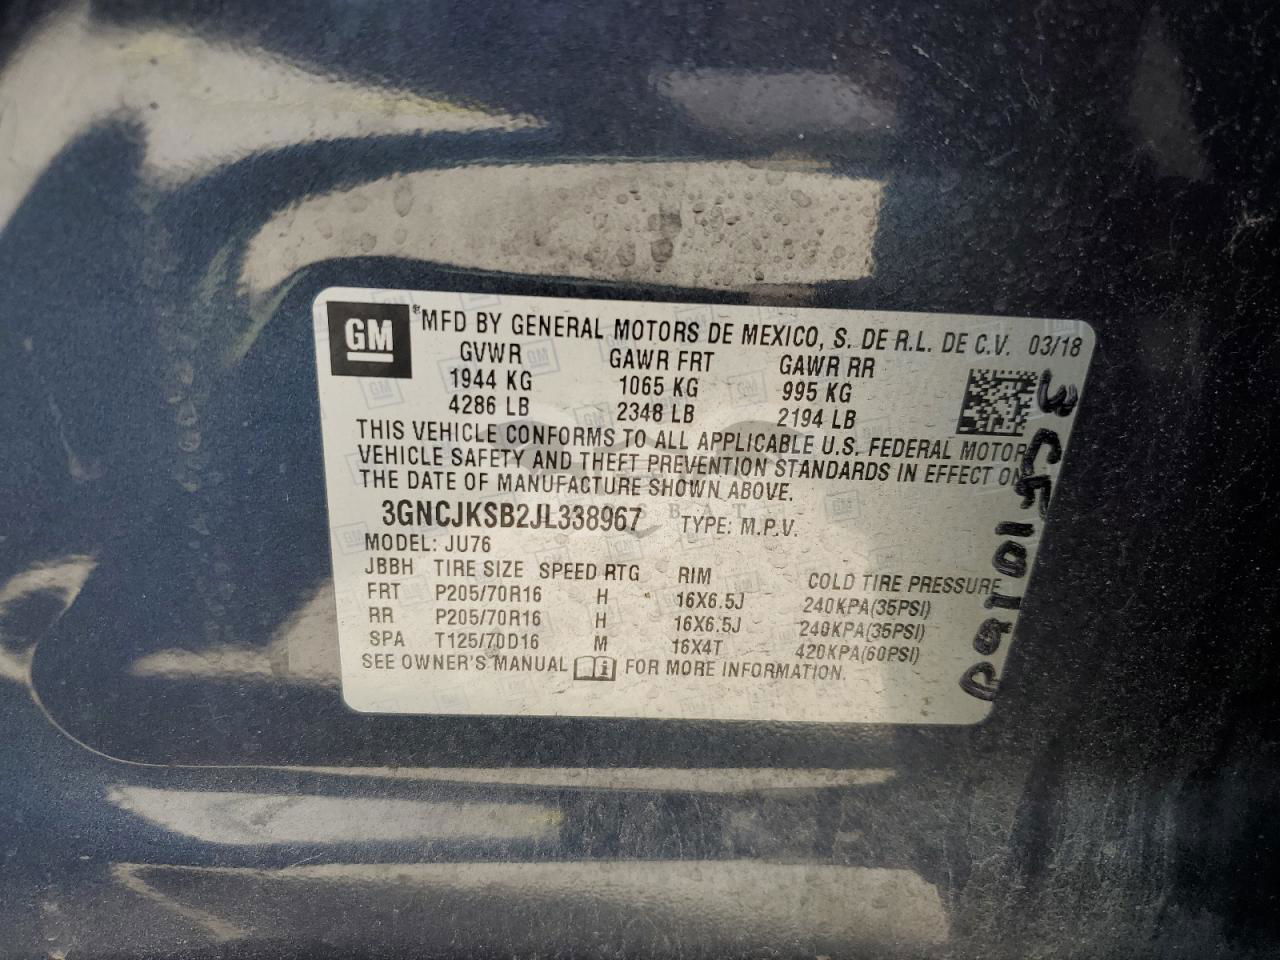 GM
® MFD BY GENERAL MOTORS DE MEXICO, S. DE R.L. DE C.V. 03/18
GVWR GAWR FRT GAWR RR
1944 KG 1065 KG 995 KG
4286 LB 2348 LB 2194 LB
THIS VEHICLE CONFORMS TO ALL APPLICABLE U.S. FEDERAL MOTOR
VEHICLE SAFETY AND THEFT PREVENTION STANDARDS IN EFFECT ON
THE DATE OF MANUFACTURE SHOWN ABOVE.
3GNCJKSB2JL338967 TYPE: M.P.V.
MODEL: JU76
JBBH TIRE SIZE SPEED RTG RIM COLD TIRE PRESSURE
FRT P205/70R16 H 16X6.5J 240KPA(35PSI)
RR P205/70R16 H 16X6.5J 240KPA(35PSI)
SPA T125/70D16 M 16X4T 420KPA(60PSI)
SEE OWNER'S MANUAL FOR MORE INFORMATION.